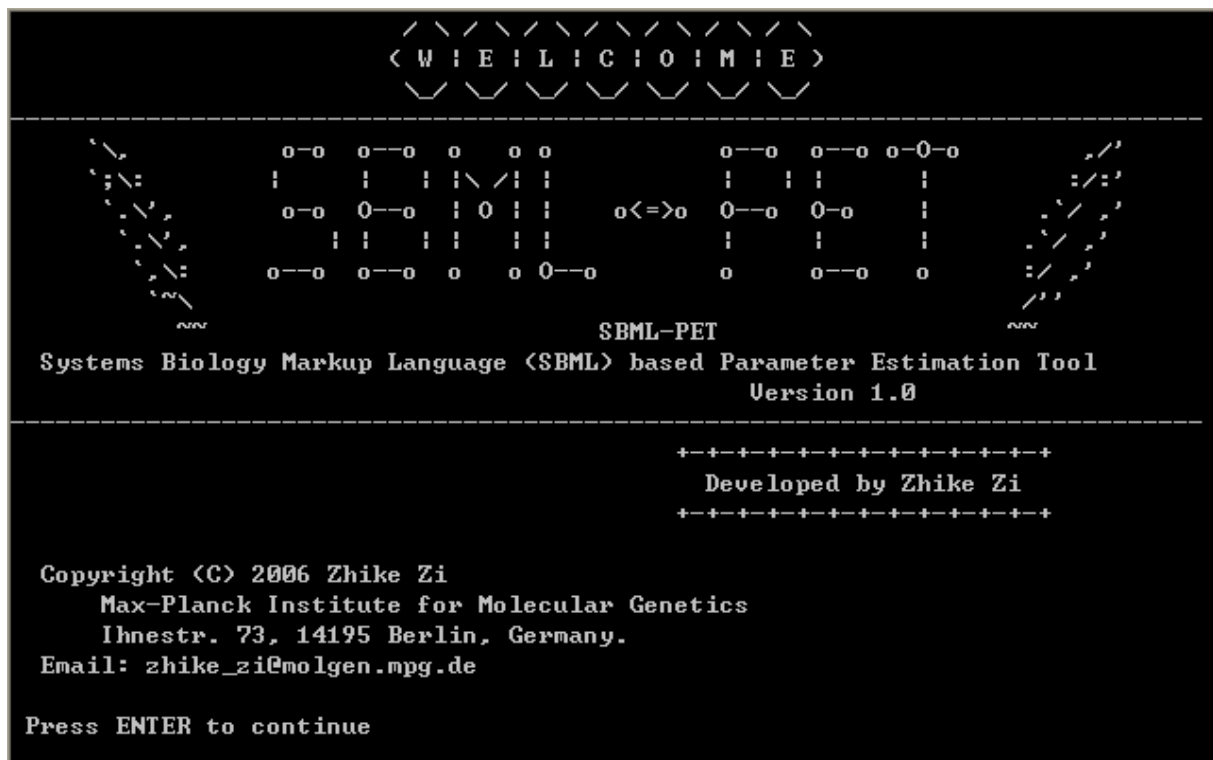 W E L C O M E
SBML <=> PET
SBML-PET
Systems Biology Markup Language (SBML) based Parameter Estimation Tool
Version 1.0
Developed by Zhike Zi
Copyright (C) 2006 Zhike Zi
Max-Planck Institute for Molecular Genetics
Ihnestr. 73, 14195 Berlin, Germany.
Email: zhike_zi@molgen.mpg.de
Press ENTER to continue